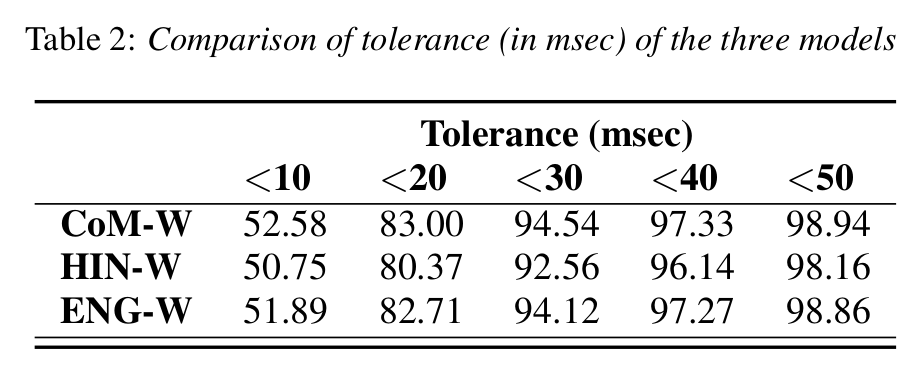 Table 2: Comparison of tolerance (in msec) of the three models
Tolerance (msec)
<10 <20 <30 <40 <50
CoM-W 52.58 83.00 94.54 97.33 98.94
HIN-W 50.75 80.37 92.56 96.14 98.16
ENG-W 51.89 82.71 94.12 97.27 98.86